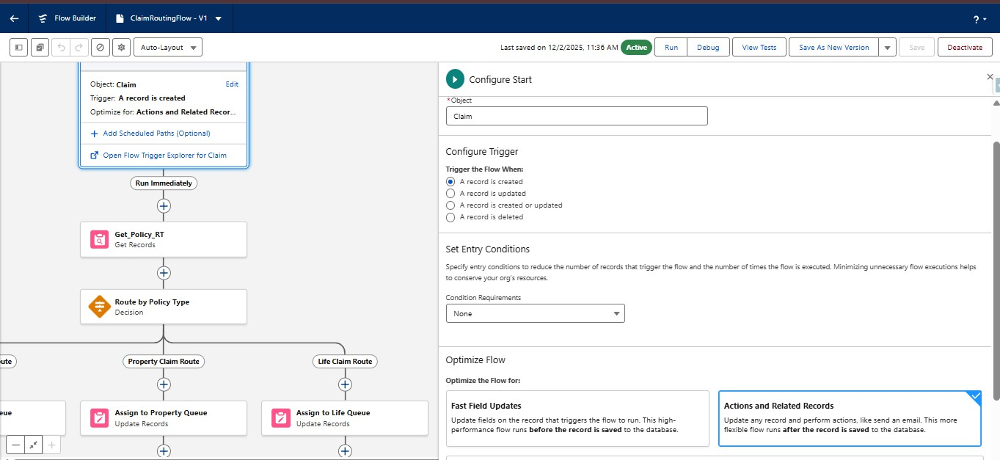 Flow Builder
ClaimRoutingFlow - V1
?
Auto-Layout
Last saved on 12/2/2025, 11:36 AM
Active
Run
Debug
View Tests
Save As New Version
Save
Deactivate
Object: Claim
Edit
Trigger: A record is created
Optimize for: Actions and Related Recor...
Add Scheduled Paths (Optional)
Open Flow Trigger Explorer for Claim
Run Immediately
Get_Policy_RT
Get Records
Route by Policy Type
Decision
Property Claim Route
Life Claim Route
Assign to Property Queue
Update Records
Assign to Life Queue
Update Records
Configure Start
*Object
Claim
Configure Trigger
Trigger the Flow When:
A record is created
A record is updated
A record is created or updated
A record is deleted
Set Entry Conditions
Specify entry conditions to reduce the number of records that trigger the flow and the number of times the flow is executed. Minimizing unnecessary flow executions helps
to conserve your org's resources.
Condition Requirements
None
Optimize Flow
Optimize the Flow for:
Fast Field Updates
Update fields on the record that triggers the flow to run. This high-
performance flow runs before the record is saved to the database.
Actions and Related Records
Update any record and perform actions, like send an email. This more
flexible flow runs after the record is saved to the database.